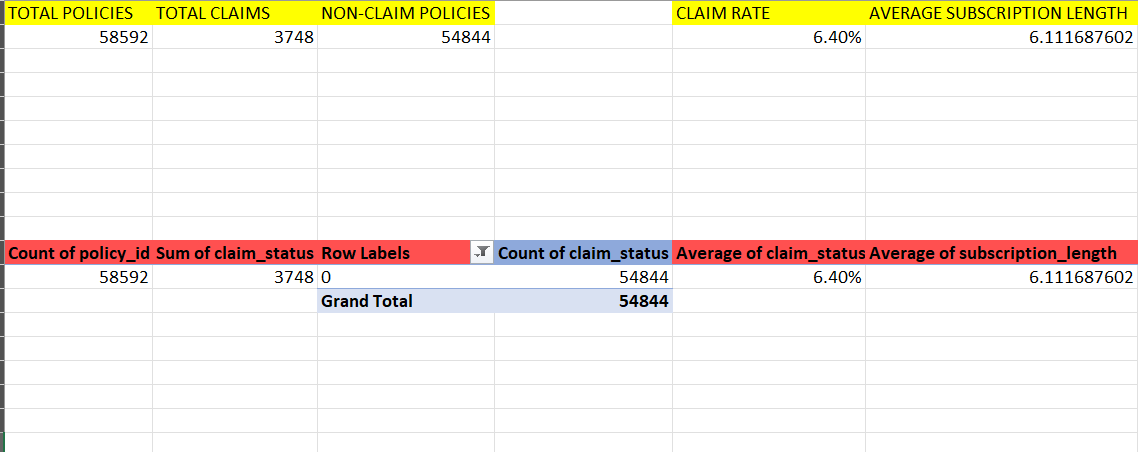 TOTAL POLICIES TOTAL CLAIMS NON-CLAIM POLICIES CLAIM RATE AVERAGE SUBSCRIPTION LENGTH
58592 3748 54844 6.40% 6.111687602
Count of policy_id Sum of claim_status Row Labels Count of claim_status Average of claim_status Average of subscription_length
58592 3748 0 54844 6.40% 6.111687602
Grand Total 54844